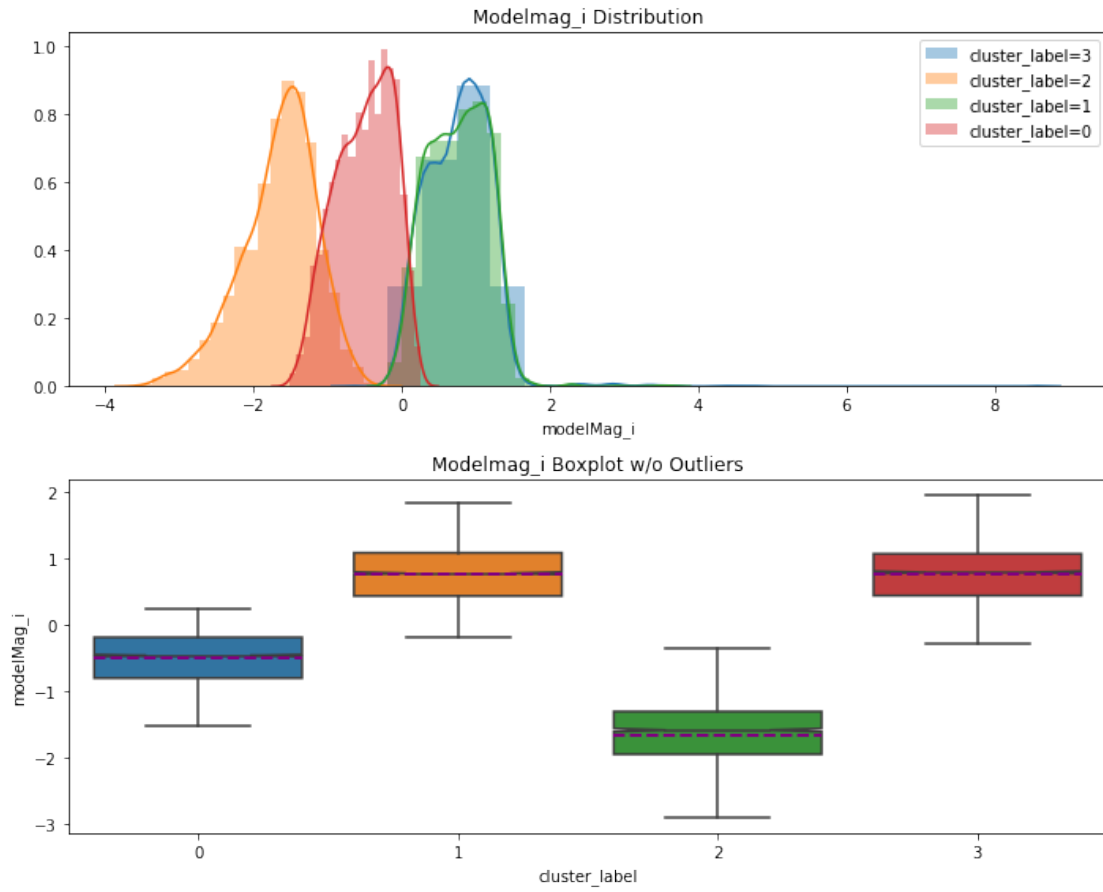 Modelmag_i Distribution
1.0
0.8
0.6
0.4
0.2
0.0
cluster_label=3
cluster_label=2
cluster_label=1
cluster_label=0
−4 −2 0 2 4 6 8
modelMag_i
Modelmag_i Boxplot w/o Outliers
2
1
0
−1
−2
−3
modelMag_i
0 1 2 3
cluster_label